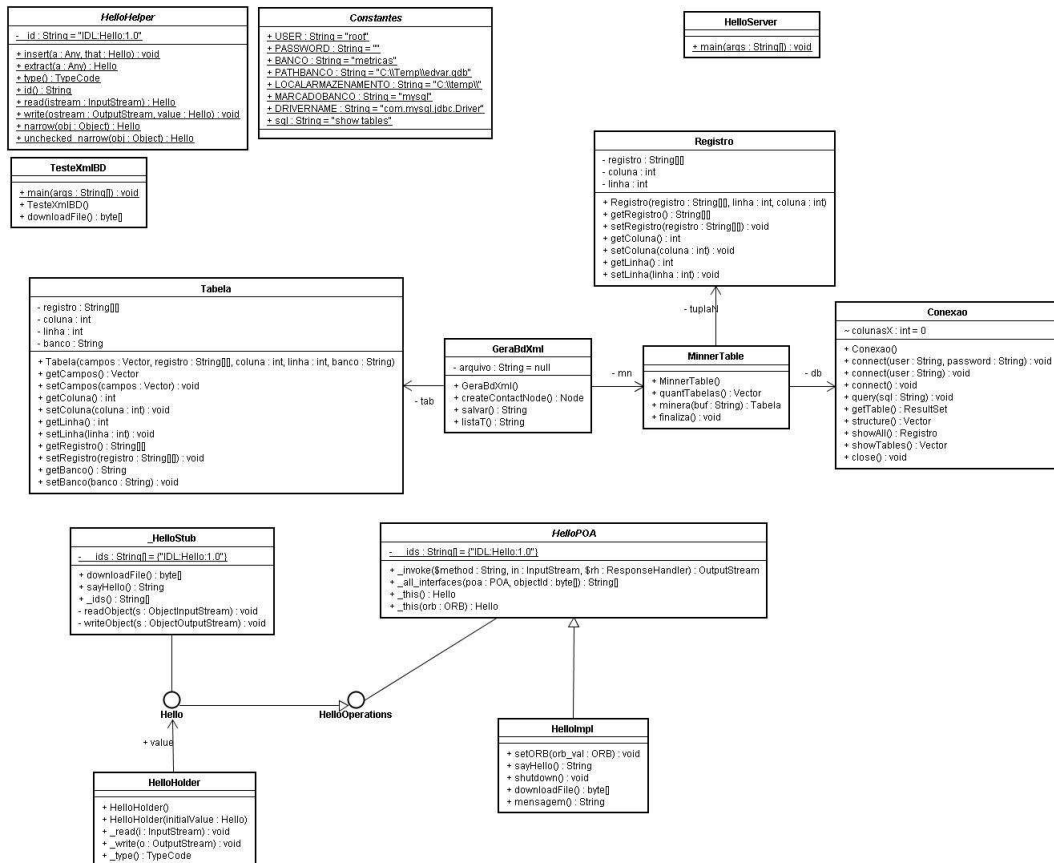 HelloHelper
- __id : String = "IDL:Hello:1.0"
+ insert(a : Any, that : Hello) : void
+ extract(a : Any) : Hello
+ type() : TypeCode
+ id() : String
+ read(istream : InputStream) : Hello
+ write(ostream : OutputStream, value : Hello) : void
+ narrow(obj : Object) : Hello
+ unchecked_narrow(obj : Object) : Hello
Constantes
+ USER : String = "root"
+ PASSWORD : String = ""
+ BANCO : String = "metricas"
+ PATHBANCO : String = "C:\\Temp\\edvar.gdb"
+ LOCALARMAZENAMENTO : String = "C:\\temp\\"
+ MARCADOBANCO : String = "mysql"
+ DRIVERNAME : String = "com.mysql.jdbc.Driver"
+ sql : String = "show tables"
HelloServer
+ main(args : String[]) : void
TesteXmlBD
+ main(args : String[]) : void
+ TesteXmlBD()
+ downloadFile() : byte[]
Registro
- registro : String[][]
- coluna : int
- linha : int
+ Registro(registro : String[][], linha : int, coluna : int)
+ getRegistro() : String[][]
+ setRegistro(registro : String[][]) : void
+ getColuna() : int
+ setColuna(coluna : int) : void
+ getLinha() : int
+ setLinha(linha : int) : void
Tabela
- registro : String[][]
- coluna : int
- linha : int
- banco : String
+ Tabela(campos : Vector, registro : String[][], coluna : int, linha : int, banco : String)
+ getCampos() : Vector
+ setCampos(campos : Vector) : void
+ getColuna() : int
+ setColuna(coluna : int) : void
+ getLinha() : int
+ setLinha(linha : int) : void
+ getRegistro() : String[][]
+ setRegistro(registro : String[][]) : void
+ getBanco() : String
+ setBanco(banco : String) : void
- tab
GeraBdXml
- arquivo : String = null
+ GeraBdXml()
+ createContactNode() : Node
+ salvar() : String
+ listaT() : String
- mn
- tuplaN
MinnerTable
+ MinnerTable()
+ quantTabelas() : Vector
+ minera(buf : String) : Tabela
+ finaliza() : void
- db
Conexao
~ colunasX : int = 0
+ Conexao()
+ connect(user : String, password : String) : void
+ connect(user : String) : void
+ connect() : void
+ query(sql : String) : void
+ getTable() : ResultSet
+ structure() : Vector
+ showAll() : Registro
+ showTables() : Vector
+ close() : void
_HelloStub
- __ids : String[] = {"IDL:Hello:1.0"}
+ downloadFile() : byte[]
+ sayHello() : String
+ _ids() : String[]
- readObject(s : ObjectInputStream) : void
- writeObject(s : ObjectOutputStream) : void
HelloPOA
- __ids : String[] = {"IDL:Hello:1.0"}
+ _invoke($method : String, in : InputStream, $rh : ResponseHandler) : OutputStream
+ _all_interfaces(poa : POA, objectId : byte[]) : String[]
+ _this() : Hello
+ _this(orb : ORB) : Hello
Hello
HelloOperations
+ value
HelloImpl
+ setORB(orb_val : ORB) : void
+ sayHello() : String
+ shutdown() : void
+ downloadFile() : byte[]
+ mensagem() : String
HelloHolder
+ HelloHolder()
+ HelloHolder(initialValue : Hello)
+ _read(i : InputStream) : void
+ _write(o : OutputStream) : void
+ _type() : TypeCode